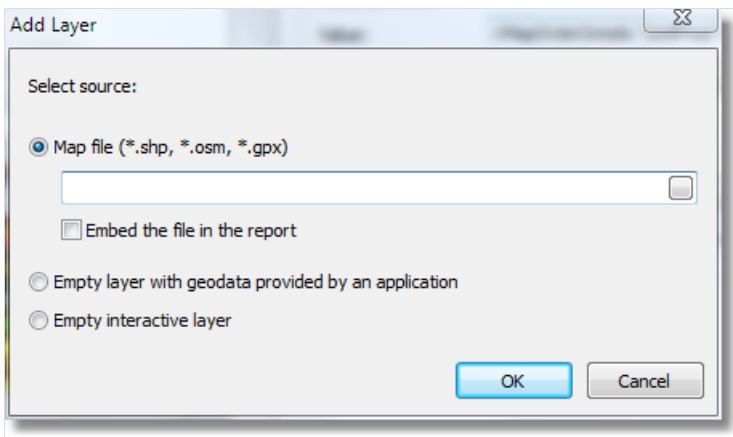 Add Layer
Select source:
Map file (*.shp, *.osm, *.gpx)
Embed the file in the report
Empty layer with geodata provided by an application
Empty interactive layer
OK
Cancel